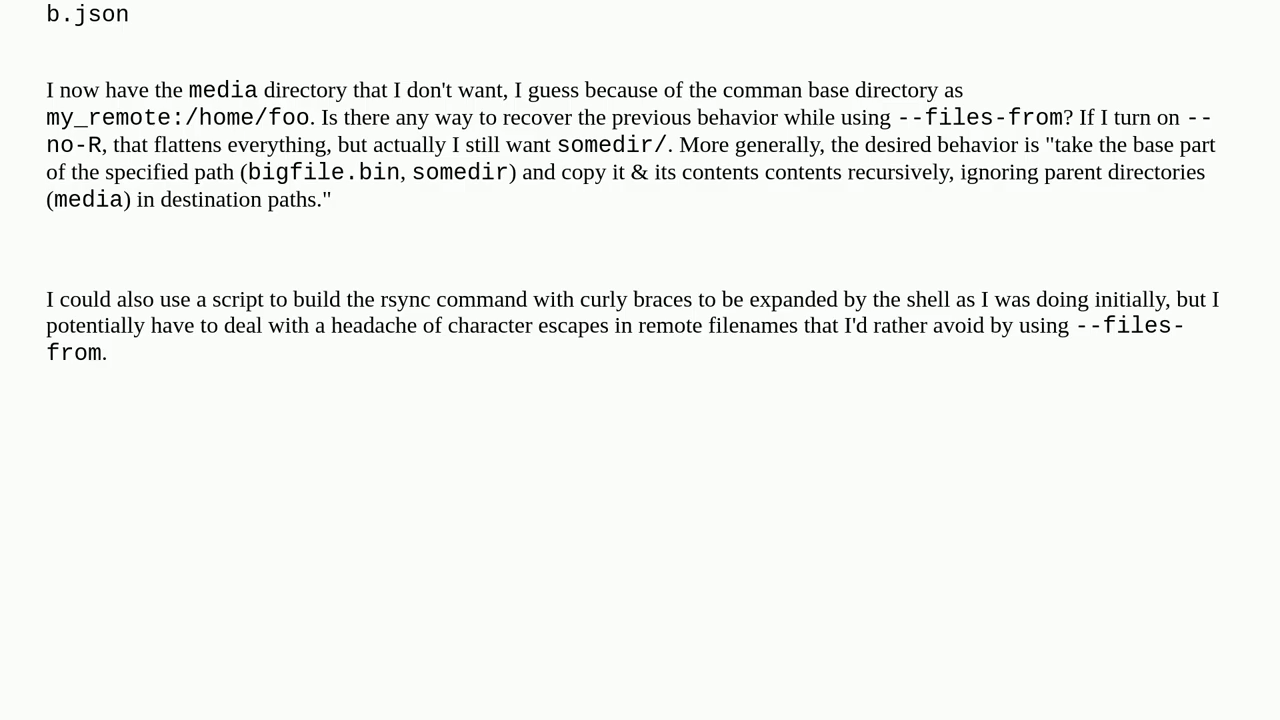 b.json
I now have the media directory that I don't want, I guess because of the comman base directory as
my_remote:/home/foo. Is there any way to recover the previous behavior while using --files-from? If I turn on --
no-R, that flattens everything, but actually I still want somedir/. More generally, the desired behavior is "take the base part
of the specified path (bigfile.bin, somedir) and copy it & its contents contents recursively, ignoring parent directories
(media) in destination paths."
I could also use a script to build the rsync command with curly braces to be expanded by the shell as I was doing initially, but I
potentially have to deal with a headache of character escapes in remote filenames that I'd rather avoid by using --files-
from.